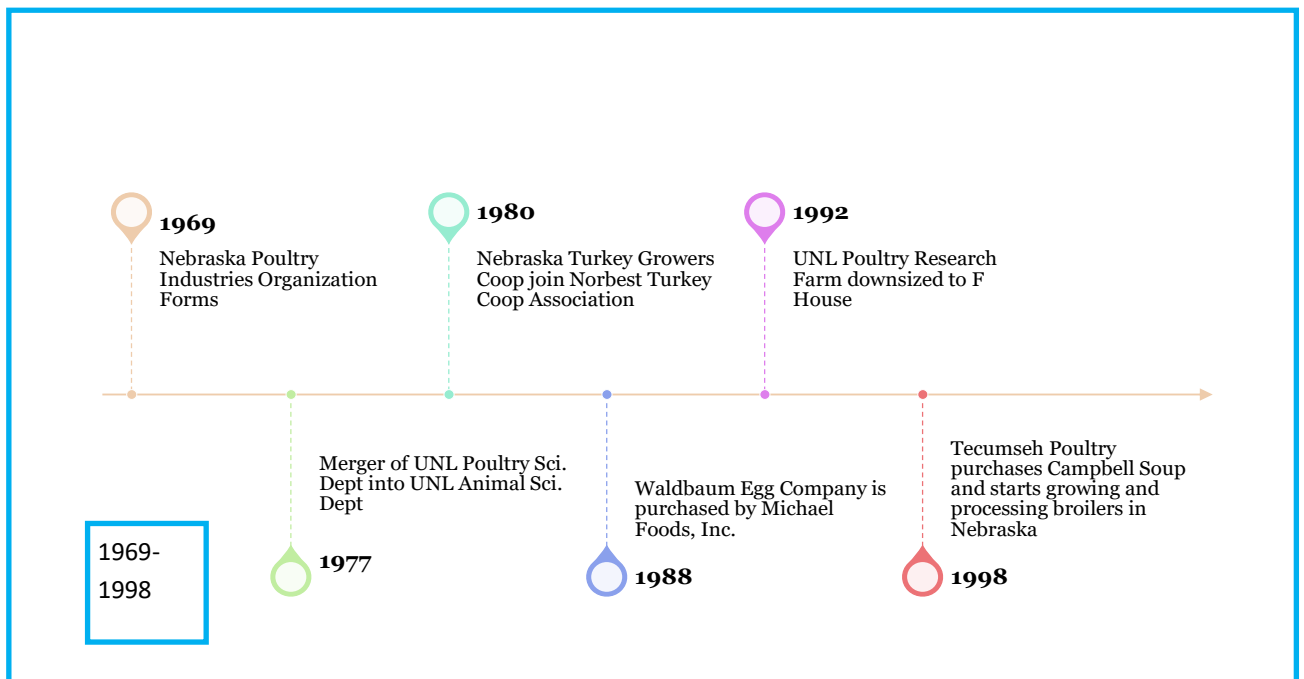 1969
Nebraska Poultry
Industries Organization
Forms
1980
Nebraska Turkey Growers
Coop join Norbest Turkey
Coop Association
1992
UNL Poultry Research
Farm downsized to F
House
Merger of UNL Poultry Sci.
Dept into UNL Animal Sci.
Dept
1977
Waldbaum Egg Company is
purchased by Michael
Foods, Inc.
1988
Tecumseh Poultry
purchases Campbell Soup
and starts growing and
processing broilers in
Nebraska
1998
1969-
1998